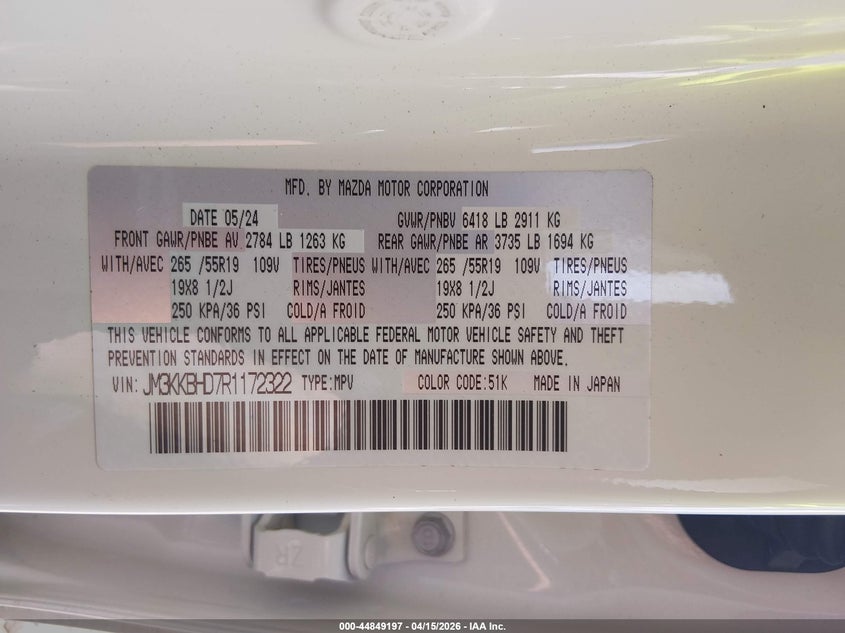 MFD. BY MAZDA MOTOR CORPORATION
DATE 05/24 GVWR/PNBV 6418 LB 2911 KG
FRONT GAWR/PNBE AV 2784 LB 1263 KG REAR GAWR/PNBE AR 3735 LB 1694 KG
WITH/AVEC 265 /55R19 109V TIRES/PNEUS WITH/AVEC 265 /55R19 109V TIRES/PNEUS
19X8 1/2J RIMS/JANTES 19X8 1/2J RIMS/JANTES
250 KPA/36 PSI COLD/A FROID 250 KPA/36 PSI COLD/A FROID
THIS VEHICLE CONFORMS TO ALL APPLICABLE FEDERAL MOTOR VEHICLE SAFETY AND THEFT
PREVENTION STANDARDS IN EFFECT ON THE DATE OF MANUFACTURE SHOWN ABOVE.
VIN: JM3KKBHD7R1172322 TYPE:MPV COLOR CODE:51K MADE IN JAPAN
ZR
000-44849197 - 04/15/2026 - IAA Inc.